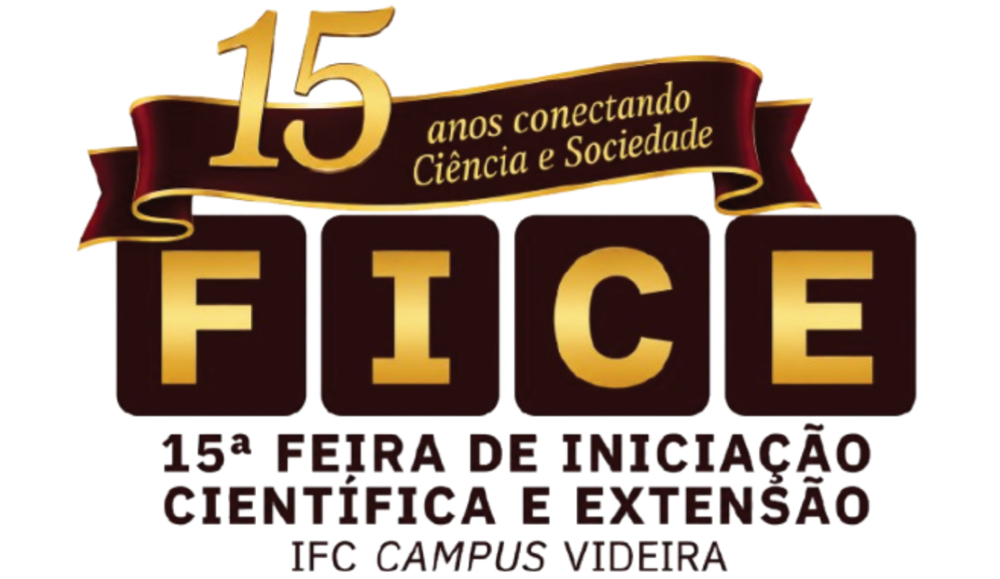 15 anos conectando
Ciência e Sociedade
FICE
15ª FEIRA DE INICIAÇÃO
CIENTÍFICA E EXTENSÃO
IFC CAMPUS VIDEIRA